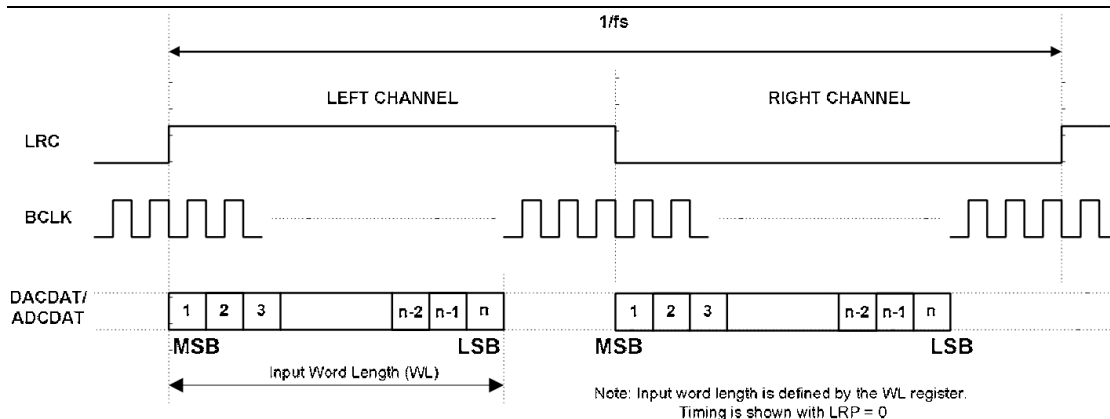 1/fs
LEFT CHANNEL RIGHT CHANNEL
LRC
BCLK
DACDAT/
ADCDAT
1 2 3 n-2 n-1 n 1 2 3 n-2 n-1 n
MSB LSB MSB LSB
Input Word Length (WL)
Note: Input word length is defined by the WL register.
Timing is shown with LRP = 0